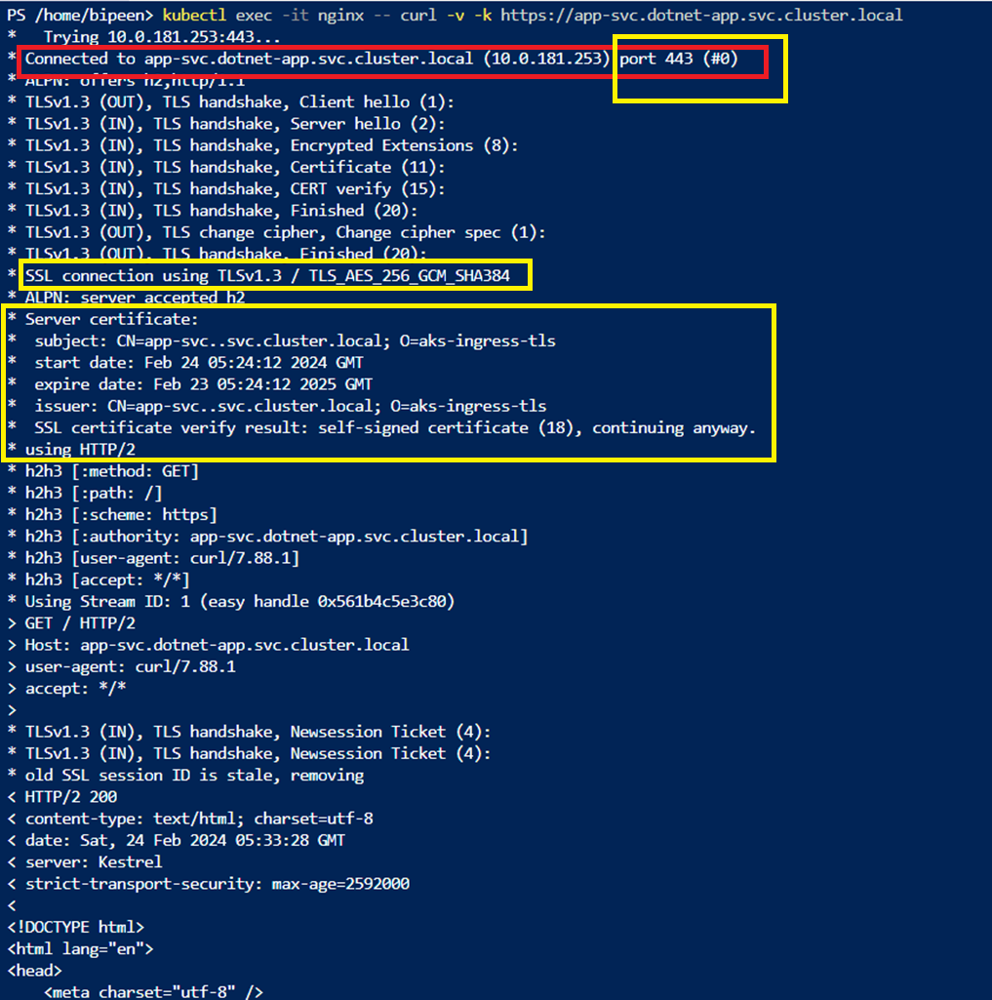 PS /home/bipeen> kubectl exec -it nginx -- curl -v -k https://app-svc.dotnet-app.svc.cluster.local
*   Trying 10.0.181.253:443...
* Connected to app-svc.dotnet-app.svc.cluster.local (10.0.181.253) port 443 (#0)
* ALPN: offers h2,http/1.1
* TLSv1.3 (OUT), TLS handshake, Client hello (1):
* TLSv1.3 (IN), TLS handshake, Server hello (2):
* TLSv1.3 (IN), TLS handshake, Encrypted Extensions (8):
* TLSv1.3 (IN), TLS handshake, Certificate (11):
* TLSv1.3 (IN), TLS handshake, CERT verify (15):
* TLSv1.3 (IN), TLS handshake, Finished (20):
* TLSv1.3 (OUT), TLS change cipher, Change cipher spec (1):
* TLSv1.3 (OUT), TLS handshake, Finished (20):
* SSL connection using TLSv1.3 / TLS_AES_256_GCM_SHA384
* ALPN: server accepted h2
* Server certificate:
*  subject: CN=app-svc..svc.cluster.local; O=aks-ingress-tls
*  start date: Feb 24 05:24:12 2024 GMT
*  expire date: Feb 23 05:24:12 2025 GMT
*  issuer: CN=app-svc..svc.cluster.local; O=aks-ingress-tls
*  SSL certificate verify result: self-signed certificate (18), continuing anyway.
* using HTTP/2
* h2h3 [:method: GET]
* h2h3 [:path: /]
* h2h3 [:scheme: https]
* h2h3 [:authority: app-svc.dotnet-app.svc.cluster.local]
* h2h3 [user-agent: curl/7.88.1]
* h2h3 [accept: */*]
* Using Stream ID: 1 (easy handle 0x561b4c5e3c80)
> GET / HTTP/2
> Host: app-svc.dotnet-app.svc.cluster.local
> user-agent: curl/7.88.1
> accept: */*
>
* TLSv1.3 (IN), TLS handshake, Newsession Ticket (4):
* TLSv1.3 (IN), TLS handshake, Newsession Ticket (4):
* old SSL session ID is stale, removing
< HTTP/2 200
< content-type: text/html; charset=utf-8
< date: Sat, 24 Feb 2024 05:33:28 GMT
< server: Kestrel
< strict-transport-security: max-age=2592000
<
<!DOCTYPE html>
<html lang="en">
<head>
    <meta charset="utf-8" />